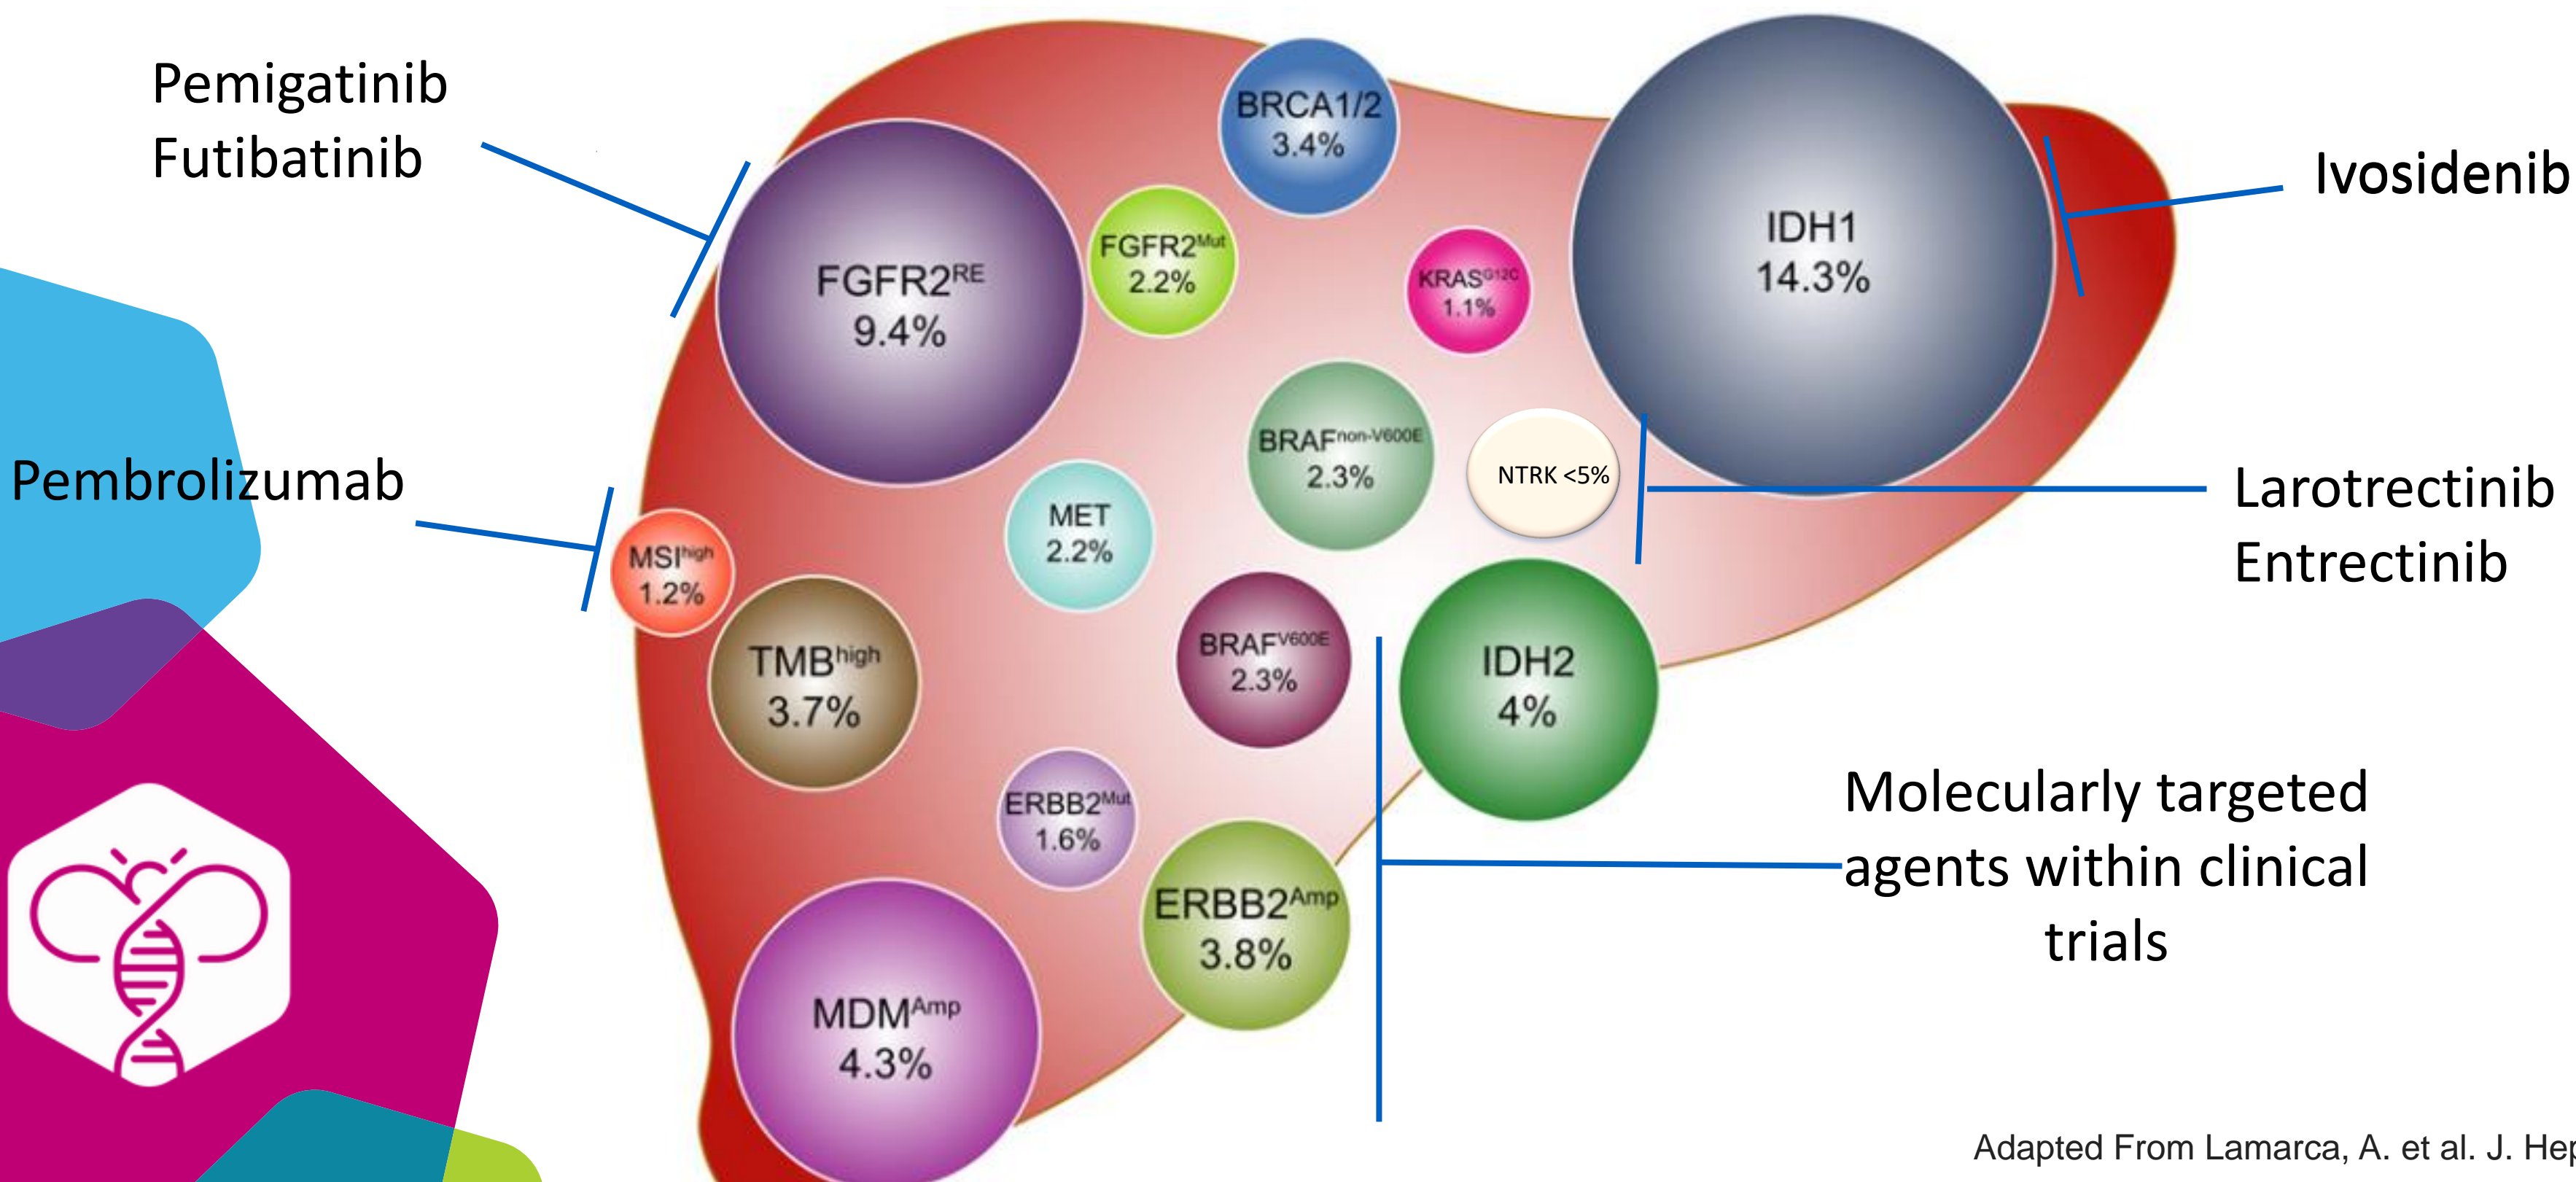 Pemigatinib
Futibatinib
BRCA1/2
3.4%
Ivosidenib
FGFR2Mut
2.2%
IDH1
14.3%
FGFR2RE
9.4%
KRASG12C
1.1%
BRAFnon-V600E
2.3%
NTRK <5%
Pembrolizumab
Larotrectinib
Entrectinib
MET
2.2%
MSIhigh
1.2%
TMBhigh
3.7%
BRAFV600E
2.3%
IDH2
4%
ERBB2Mut
1.6%
Molecularly targeted
agents within clinical
trials
ERBB2Amp
3.8%
MDMAmp
4.3%
Adapted From Lamarca, A. et al. J. Hep